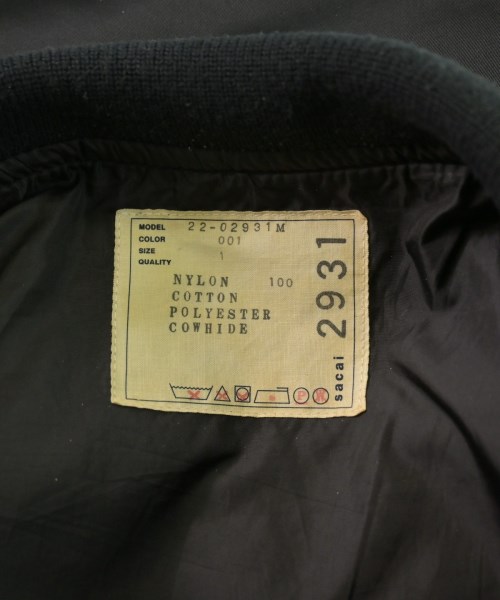 MODEL 22-02931M
COLOR 001
SIZE 1
QUALITY
NYLON 100
COTTON
POLYESTER
COWHIDE
sacai 2931
P